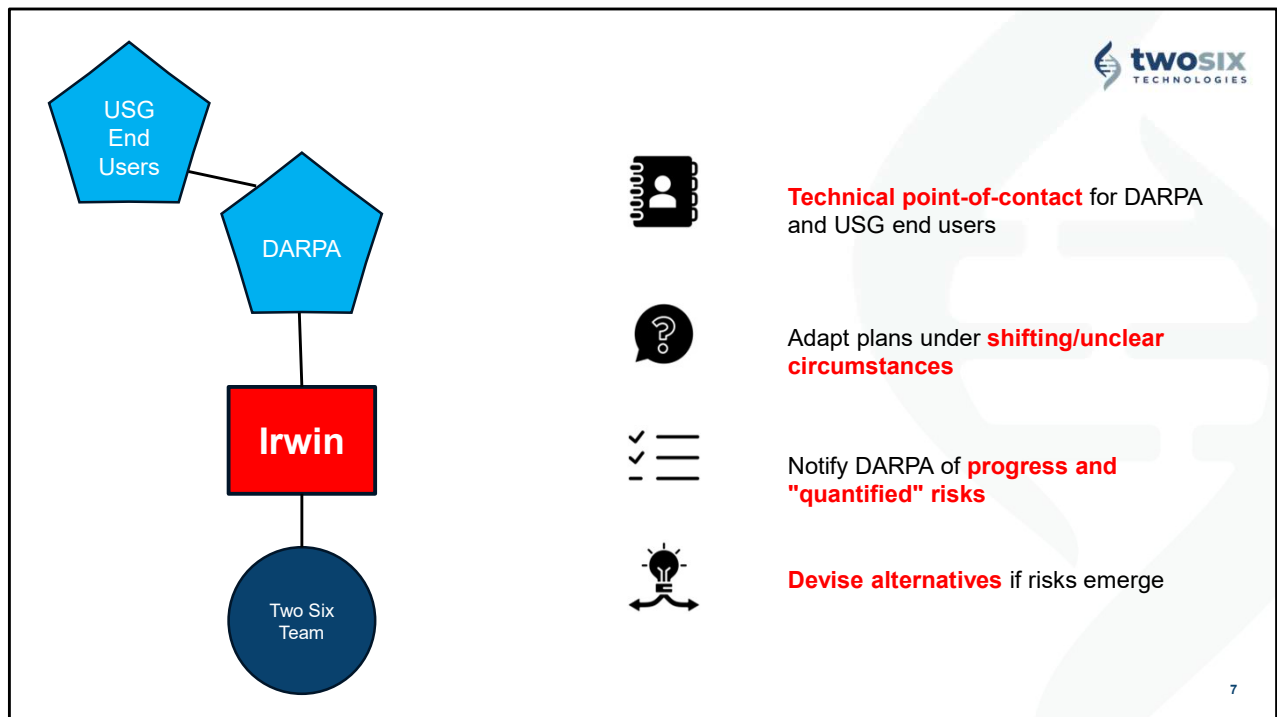 USG
End
Users
DARPA
Irwin
Two Six
Team
twosix
TECHNOLOGIES
Technical point-of-contact for DARPA
and USG end users
Adapt plans under shifting/unclear
circumstances
Notify DARPA of progress and
"quantified" risks
Devise alternatives if risks emerge
7